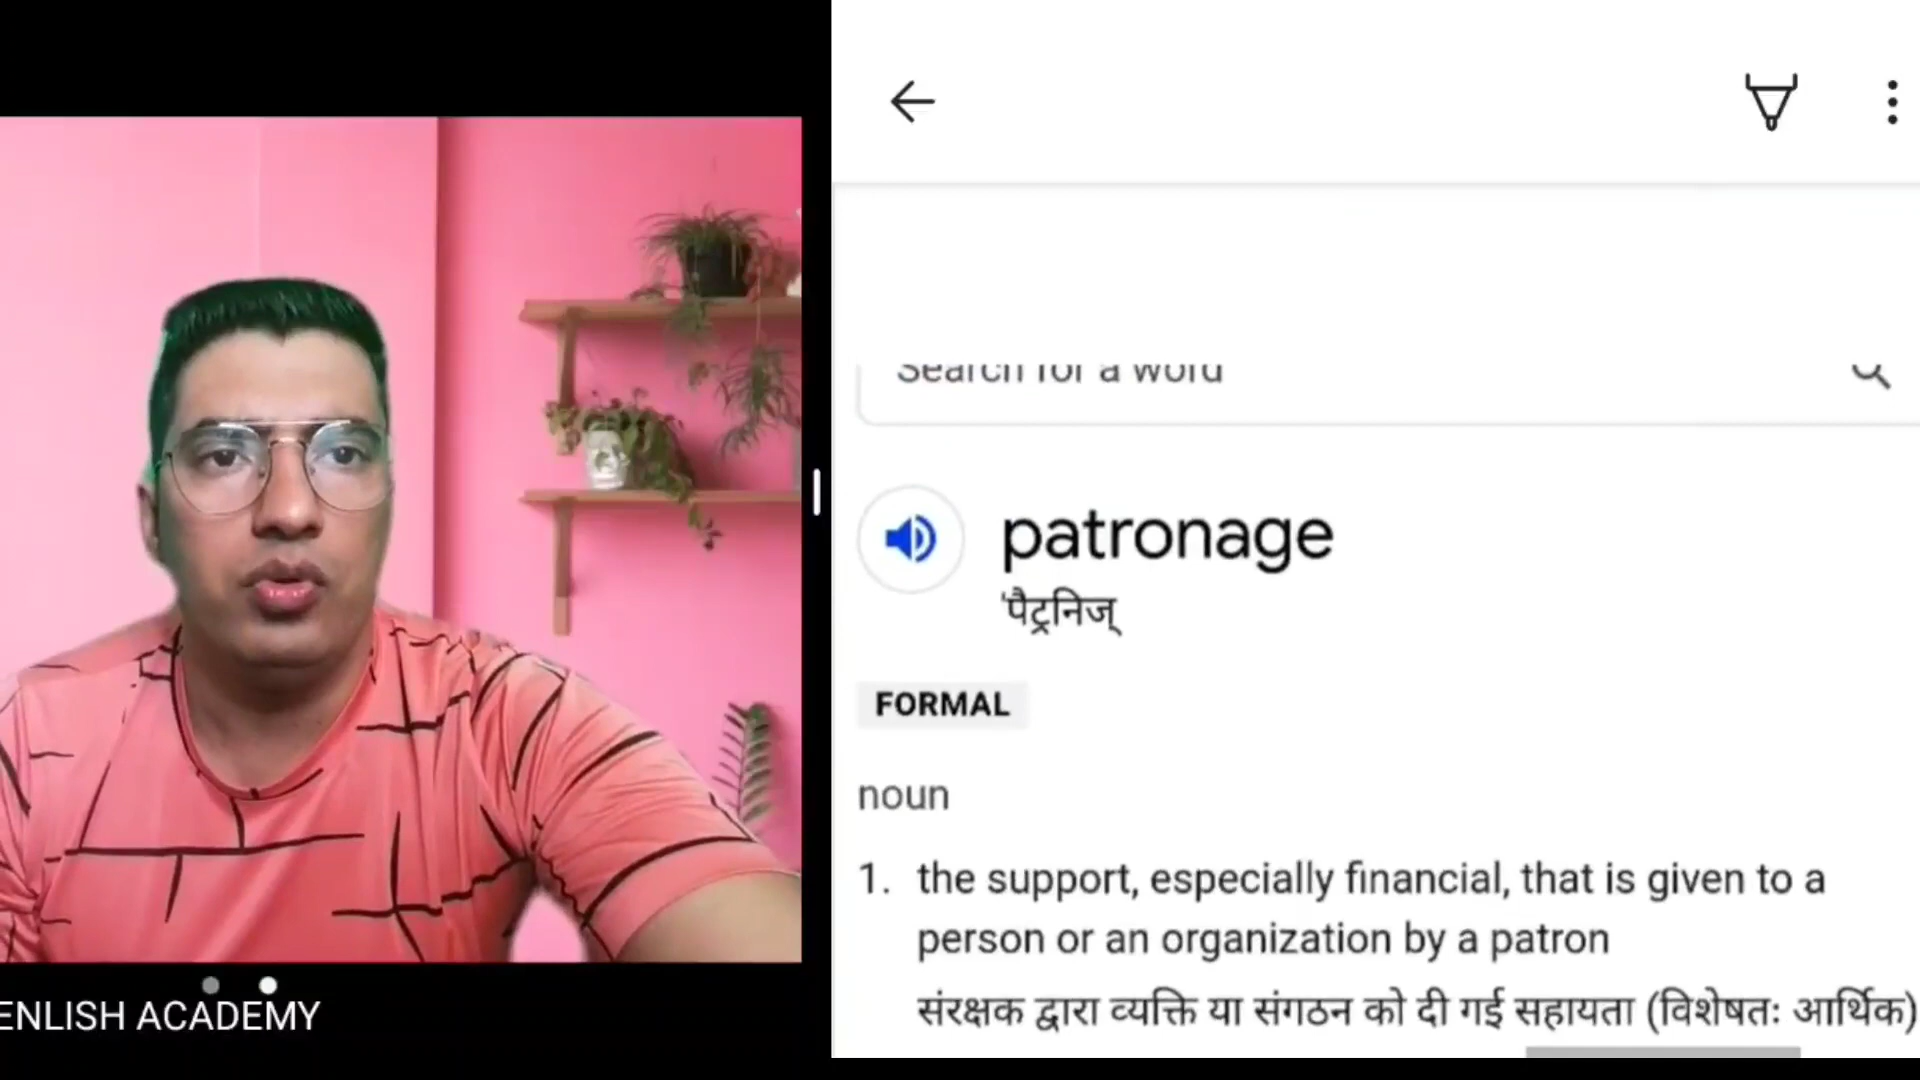 Search for a word
patronage
'पैट्रनिज्
FORMAL
noun
1. the support, especially financial, that is given to a
person or an organization by a patron
संरक्षक द्वारा व्यक्ति या संगठन को दी गई सहायता (विशेषतः आर्थिक)
ENLISH ACADEMY